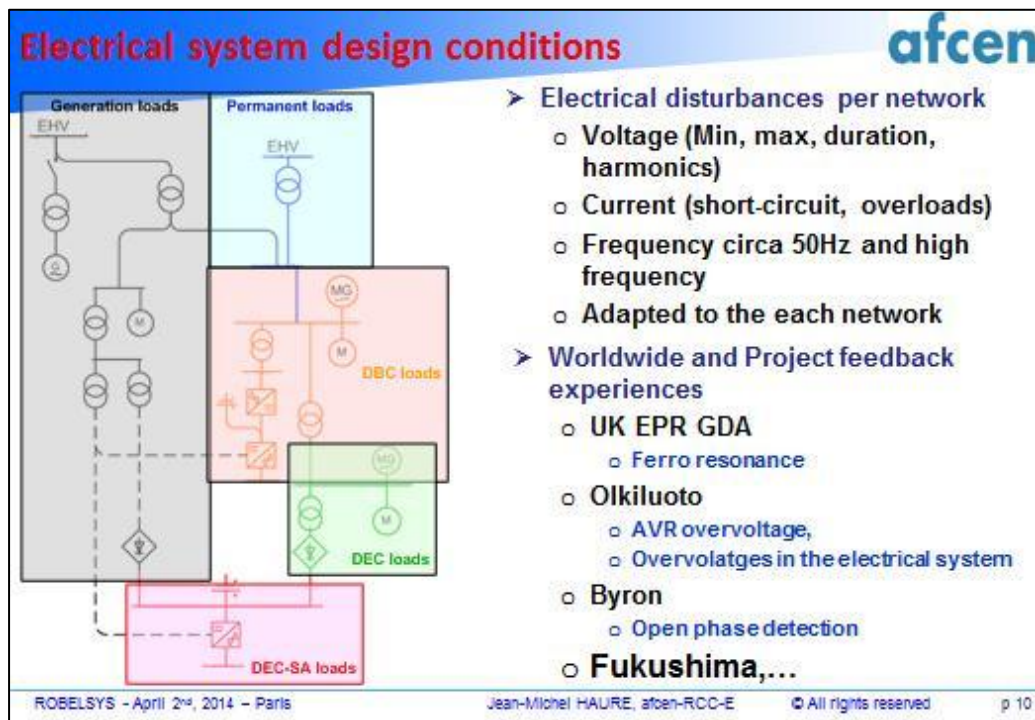 Electrical system design conditions
afcen
Generation loads
Permanent loads
EHV
EHV
MG
M
M
DBC loads
MG
M
DEC loads
DEC-SA loads
➢ Electrical disturbances per network
o Voltage (Min, max, duration,
harmonics)
o Current (short-circuit, overloads)
o Frequency circa 50Hz and high
frequency
o Adapted to the each network
➢ Worldwide and Project feedback
experiences
o UK EPR GDA
o Ferro resonance
o Olkiluoto
o AVR overvoltage,
o Overvolatges in the electrical system
o Byron
o Open phase detection
o Fukushima,...
ROBELSYS - April 2nd, 2014 – Paris
Jean-Michel HAURE, afcen-RCC-E
© All rights reserved
p 10